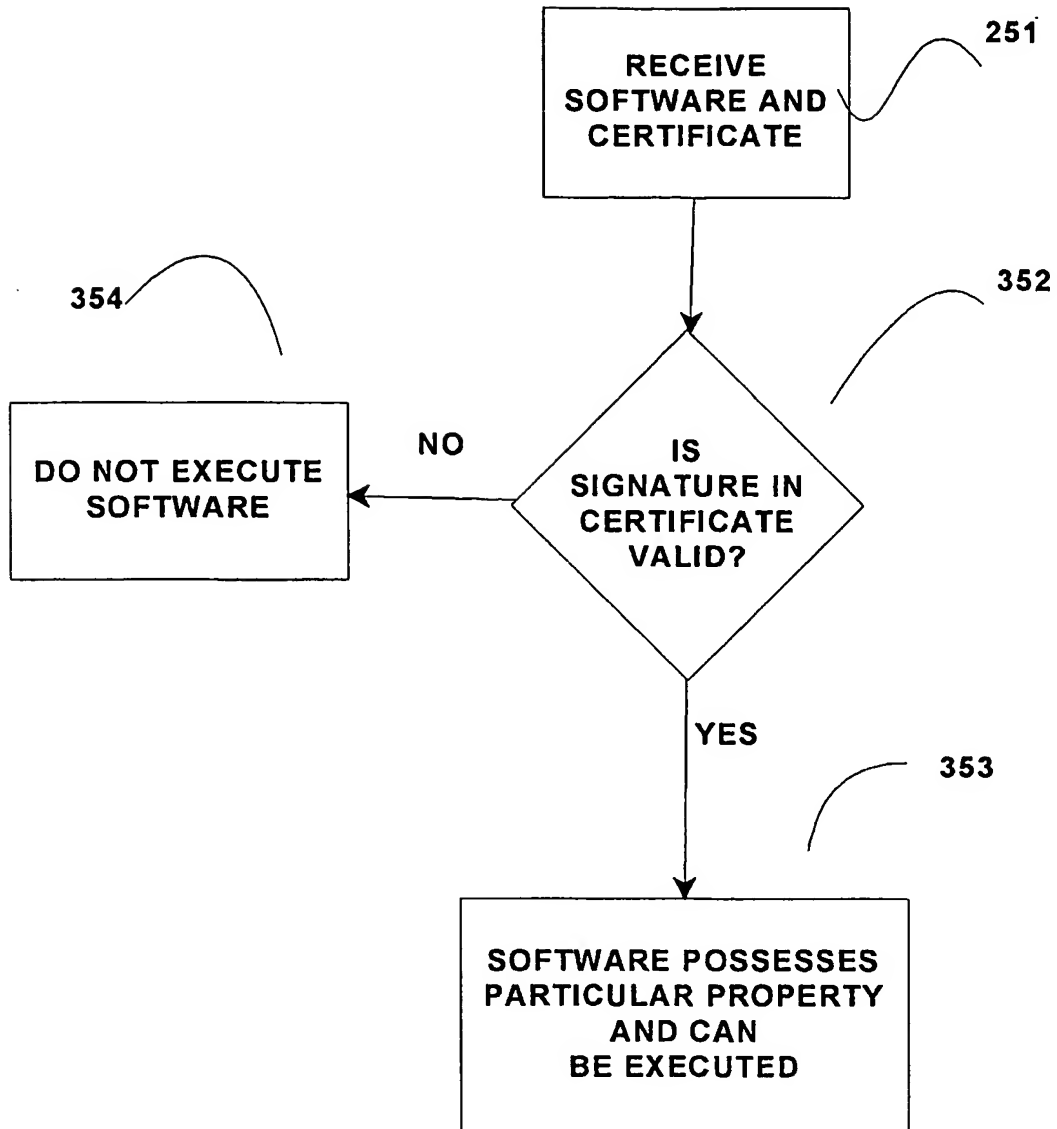 251
RECEIVE
SOFTWARE AND
CERTIFICATE
352
354
NO
IS
SIGNATURE IN
CERTIFICATE
VALID?
DO NOT EXECUTE
SOFTWARE
YES
353
SOFTWARE POSSESSES
PARTICULAR PROPERTY
AND CAN
BE EXECUTED